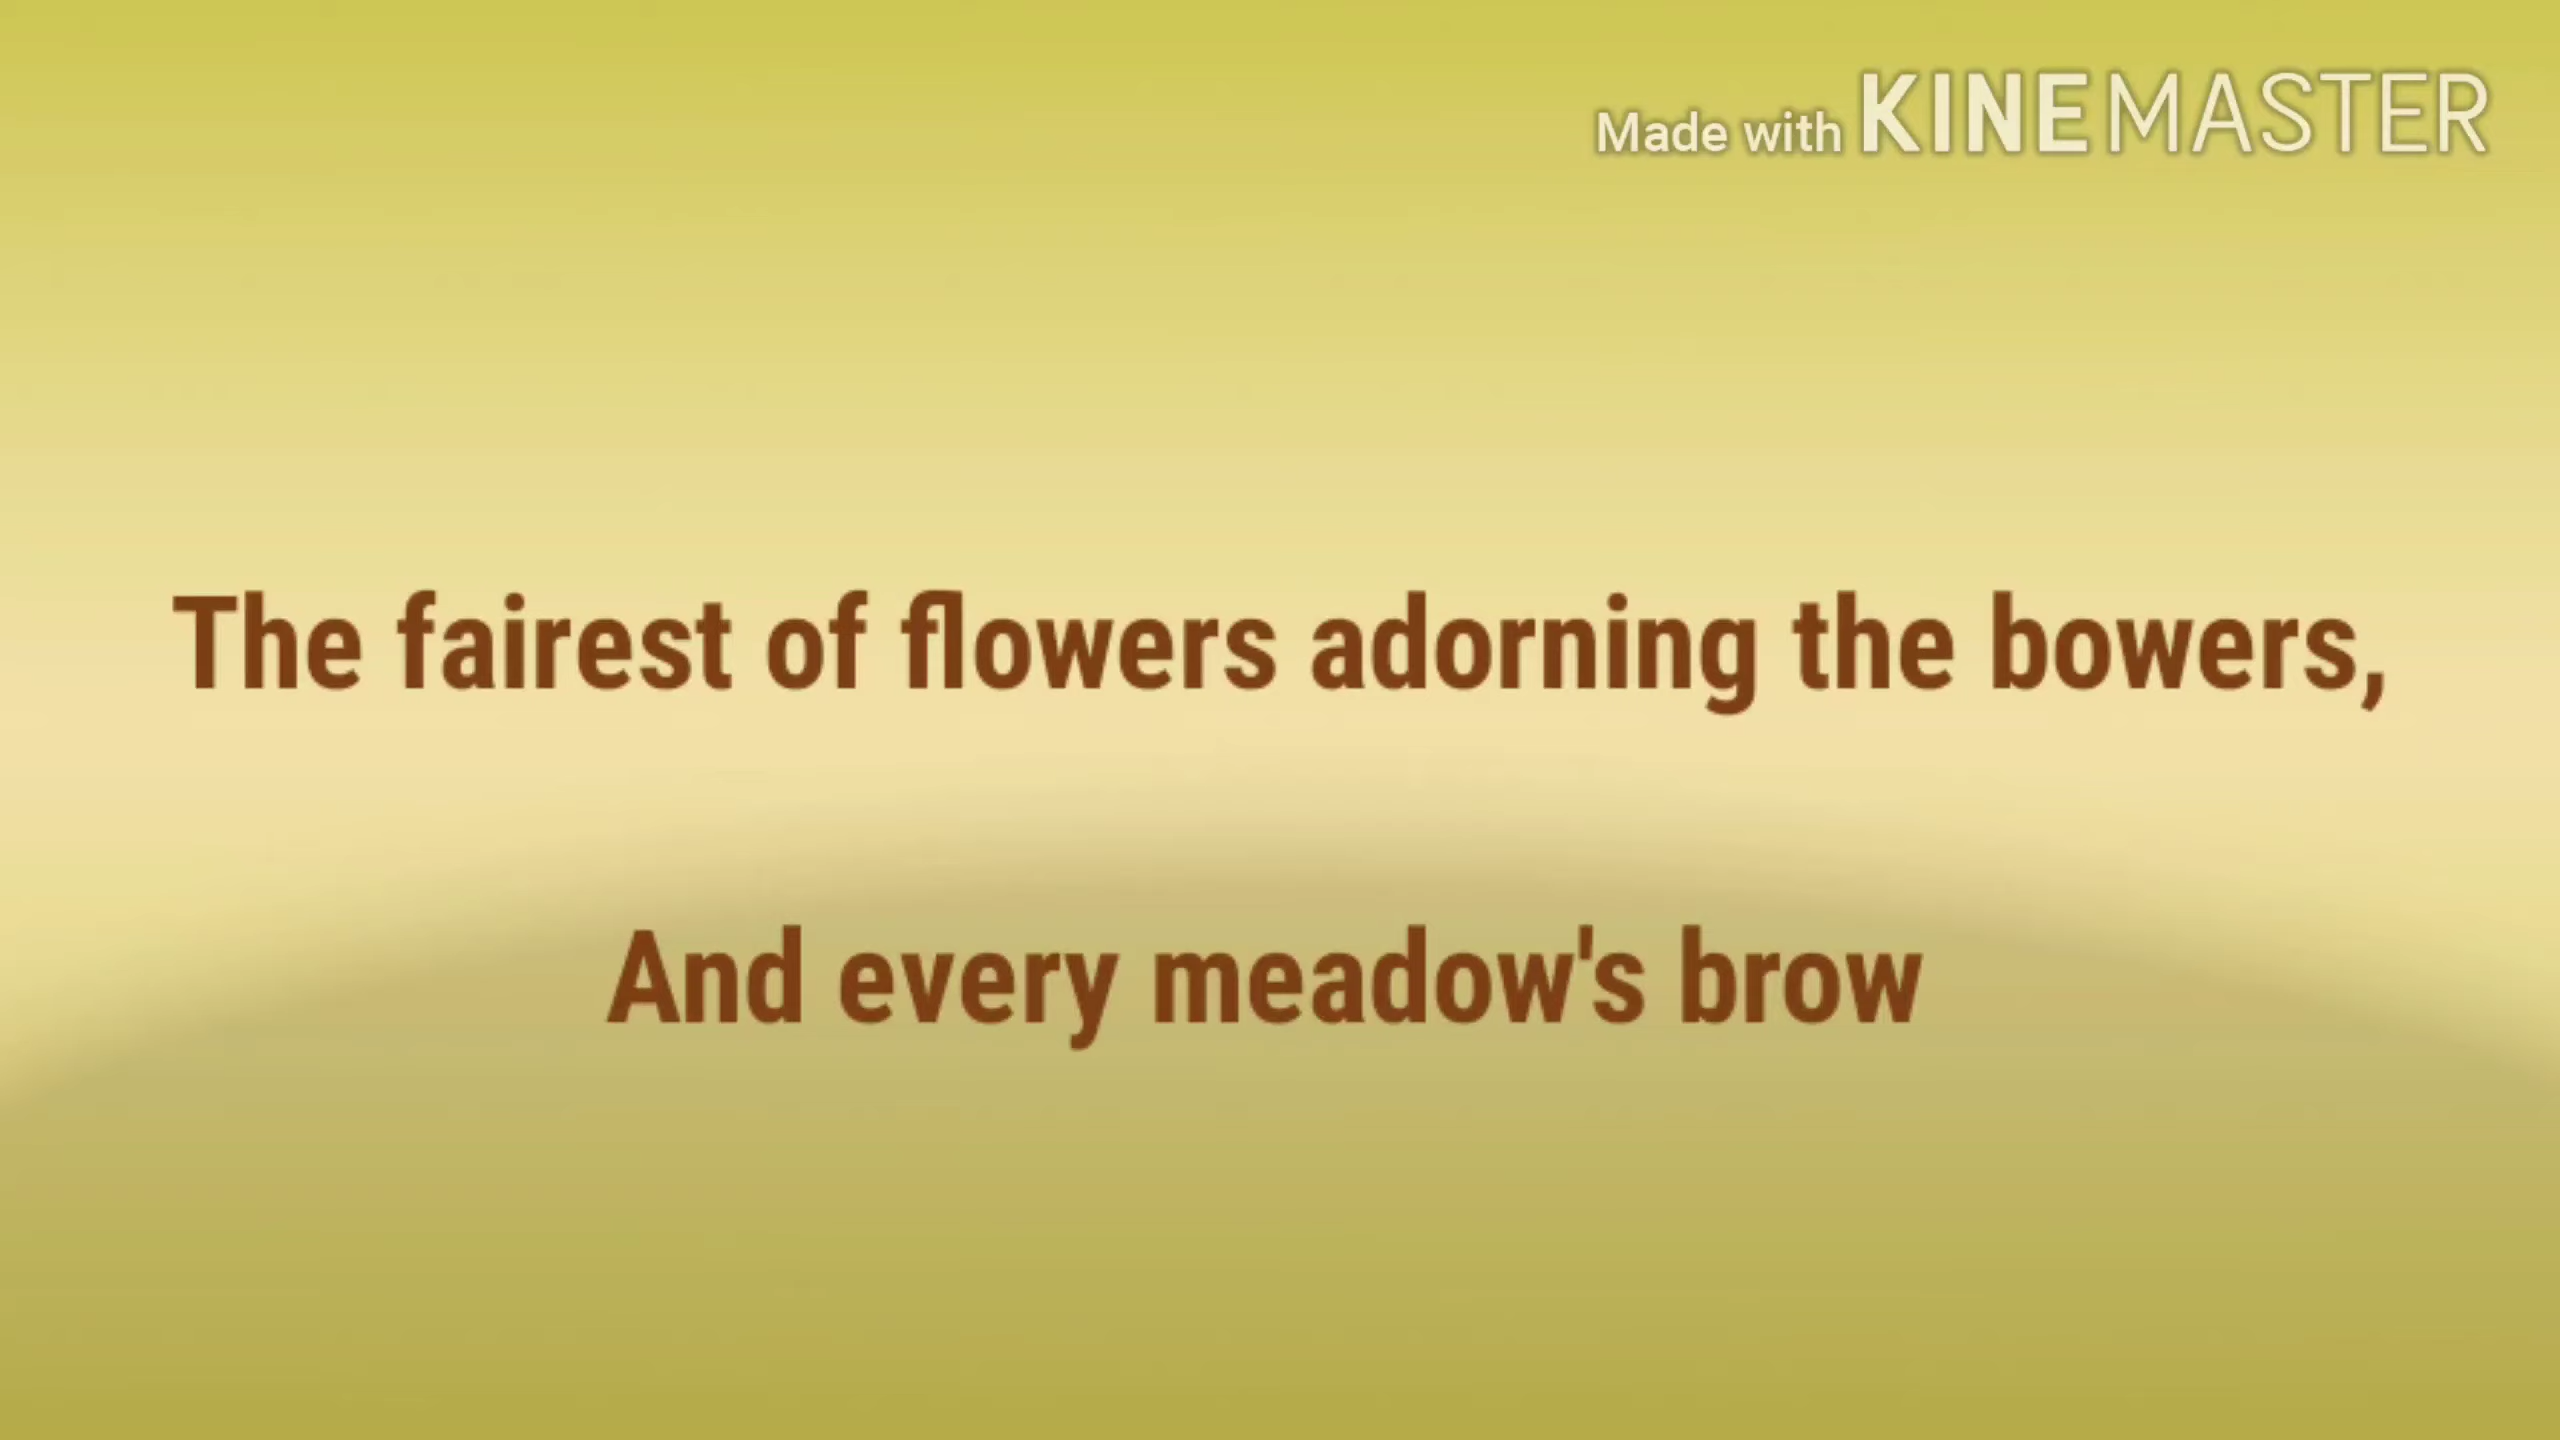 Made with KINEMASTER
The fairest of flowers adorning the bowers,
And every meadow's brow